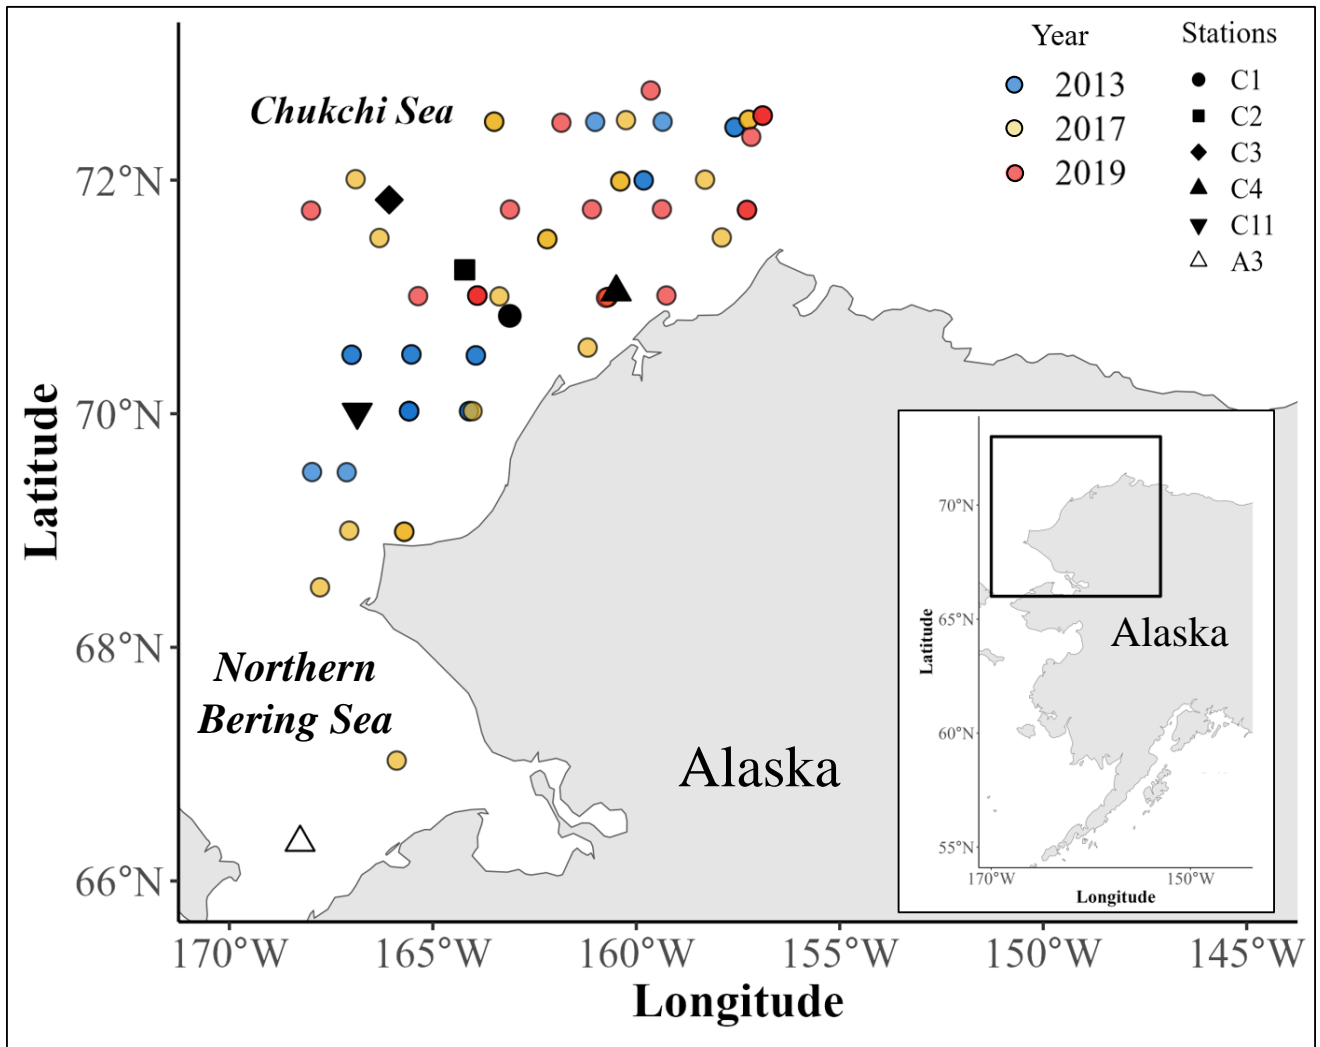 Chukchi Sea
Year
2013
2017
2019
Stations
C1
C2
C3
C4
C11
A3
72°N
70°N
68°N
66°N
Latitude
Northern
Bering Sea
Alaska
170°W
165°W
160°W
155°W
150°W
145°W
Longitude
70°N
65°N
60°N
55°N
Latitude
Alaska
170°W
150°W
Longitude